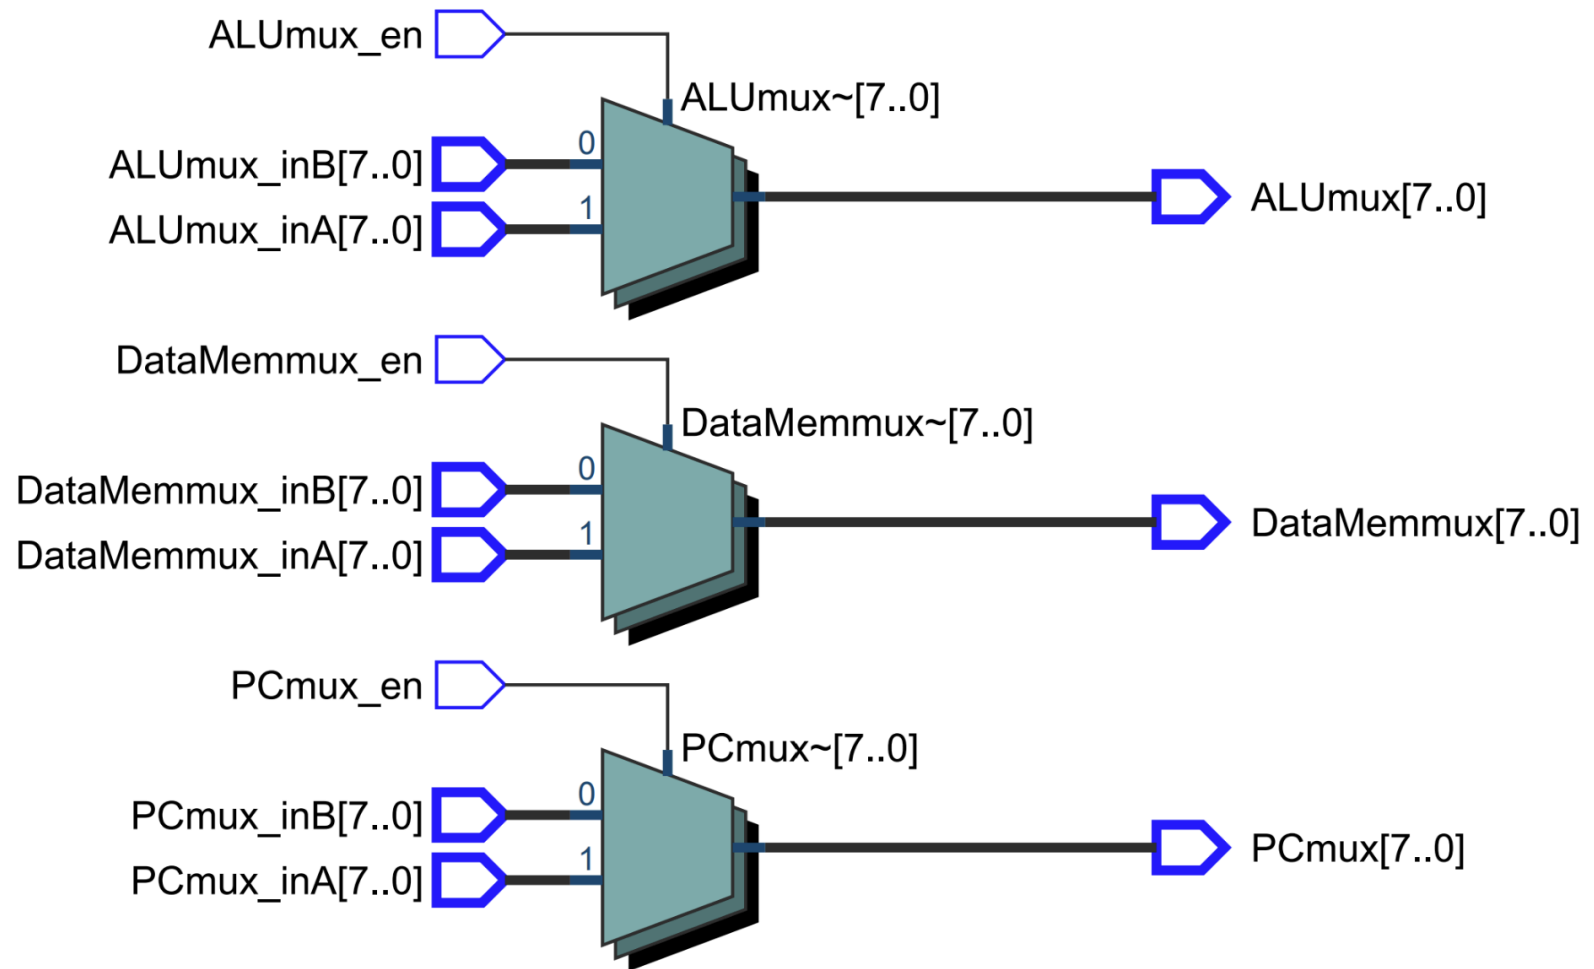 ALUmux_en
ALUmux~[7..0]
0
ALUmux_inB[7..0]
1
ALUmux_inA[7..0]
ALUmux[7..0]
DataMemmux_en
DataMemmux~[7..0]
0
DataMemmux_inB[7..0]
1
DataMemmux_inA[7..0]
DataMemmux[7..0]
PCmux_en
PCmux~[7..0]
0
PCmux_inB[7..0]
1
PCmux_inA[7..0]
PCmux[7..0]